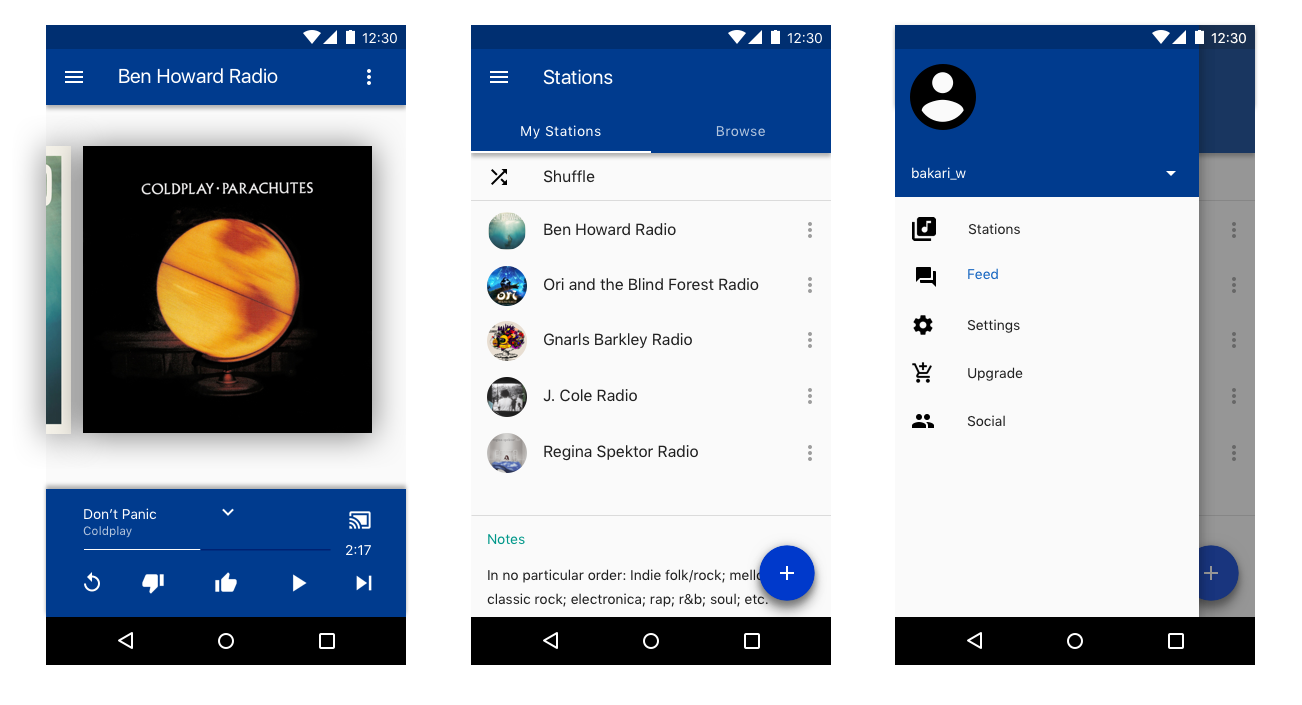 12:30
Ben Howard Radio
COLDPLAY·PARACHUTES
Don't Panic
Coldplay
2:17
12:30
Stations
My Stations
Browse
Shuffle
Ben Howard Radio
Ori and the Blind Forest Radio
ORI
Gnarls Barkley Radio
J. Cole Radio
Regina Spektor Radio
Notes
In no particular order: Indie folk/rock; mello
classic rock; electronica; rap; r&b; soul; etc.
12:30
bakari_w
Stations
Feed
Settings
Upgrade
Social